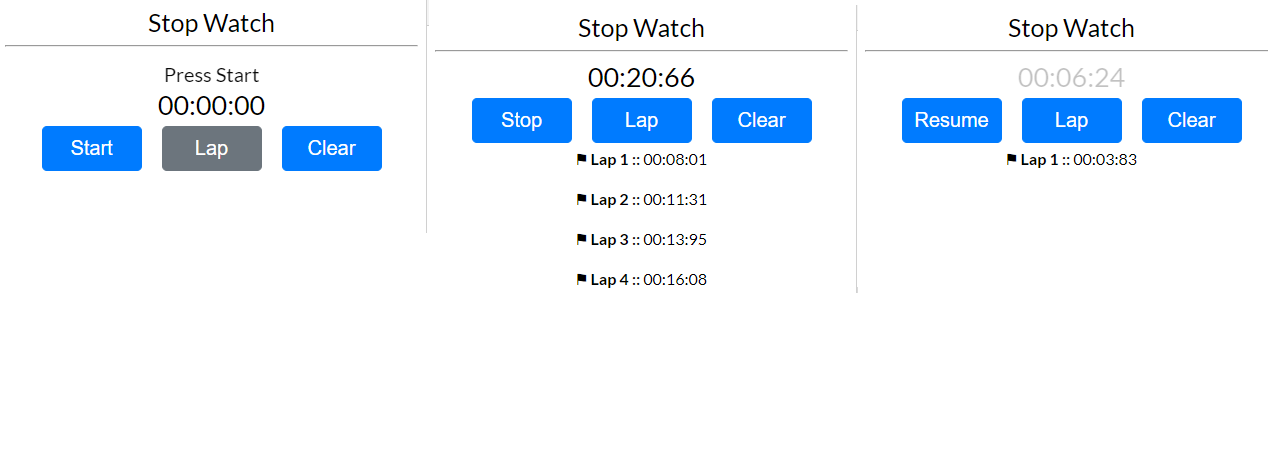 Stop Watch
Press Start
00:00:00
Start Lap Clear
Stop Watch
00:20:66
Stop Lap Clear
⚑ Lap 1 :: 00:08:01
⚑ Lap 2 :: 00:11:31
⚑ Lap 3 :: 00:13:95
⚑ Lap 4 :: 00:16:08
Stop Watch
00:06:24
Resume Lap Clear
⚑ Lap 1 :: 00:03:83